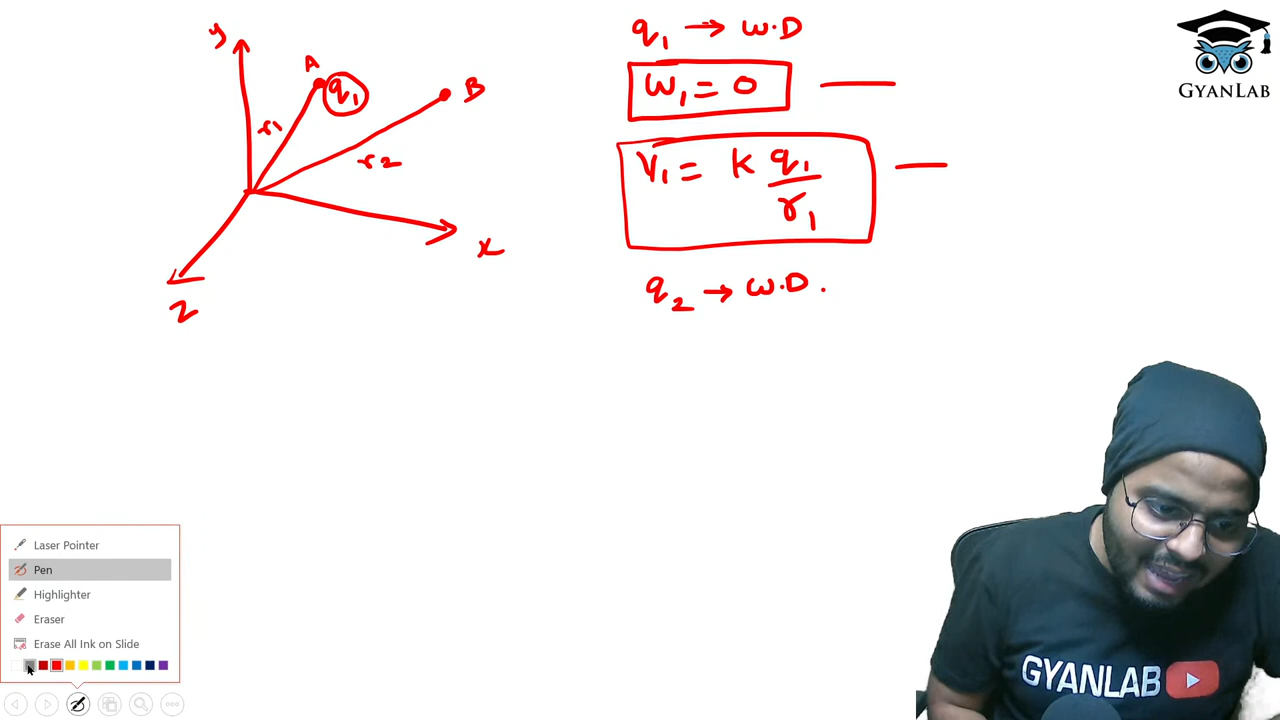 y
A
q₁
B
r1
r2
x
z
q₁ → W.D
W₁ = 0
V₁ = K q₁/r₁
q₂ → W.D.
GYANLAB
Laser Pointer
Pen
Highlighter
Eraser
Erase All Ink on Slide
GYANLAB